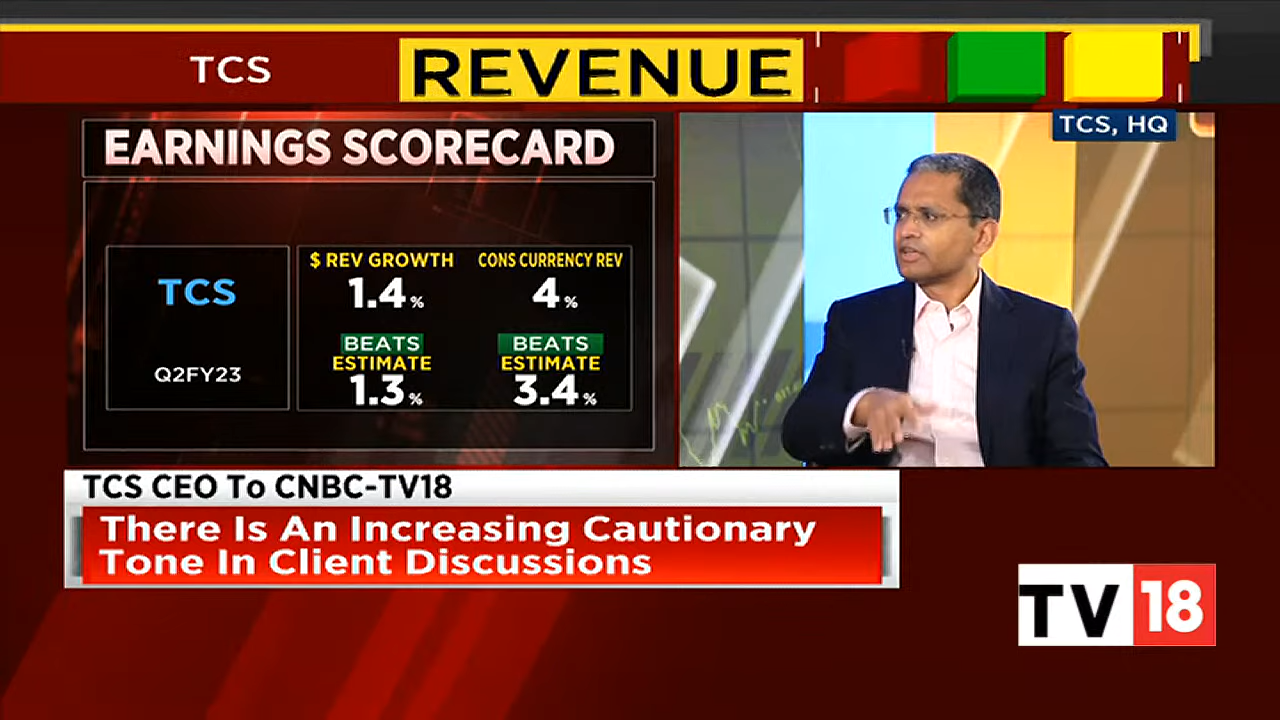 TCS
REVENUE
EARNINGS SCORECARD
TCS
Q2FY23
$ REV GROWTH
1.4%
BEATS
ESTIMATE
1.3%
CONS CURRENCY REV
4%
BEATS
ESTIMATE
3.4%
TCS, HQ
TCS CEO To CNBC-TV18
There Is An Increasing Cautionary
Tone In Client Discussions
TV18